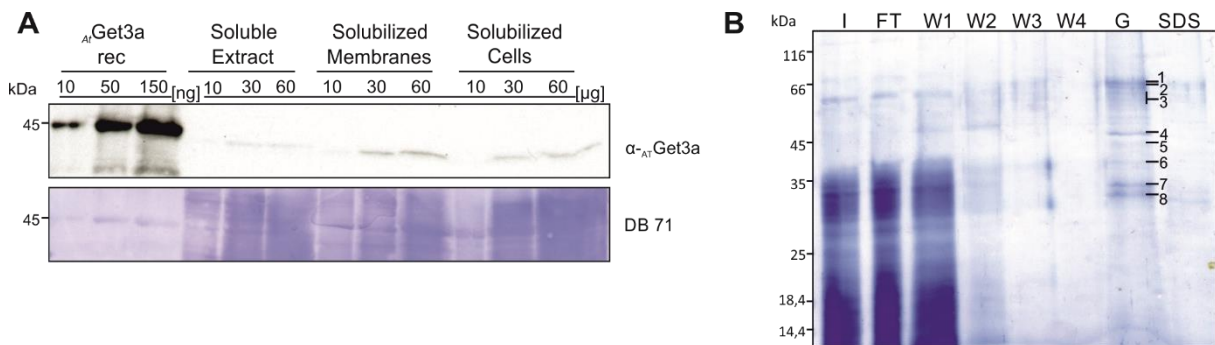 A
AtGet3a Soluble Solubilized Solubilized
rec Extract Membranes Cells
kDa 10 50 150 [ng] 10 30 60 10 30 60 10 30 60 [µg]
45
α-ATGet3a
45
DB 71
B
kDa I FT W1 W2 W3 W4 G SDS
116
66
45
35
25
18,4
14,4
1
2
3
4
5
6
7
8